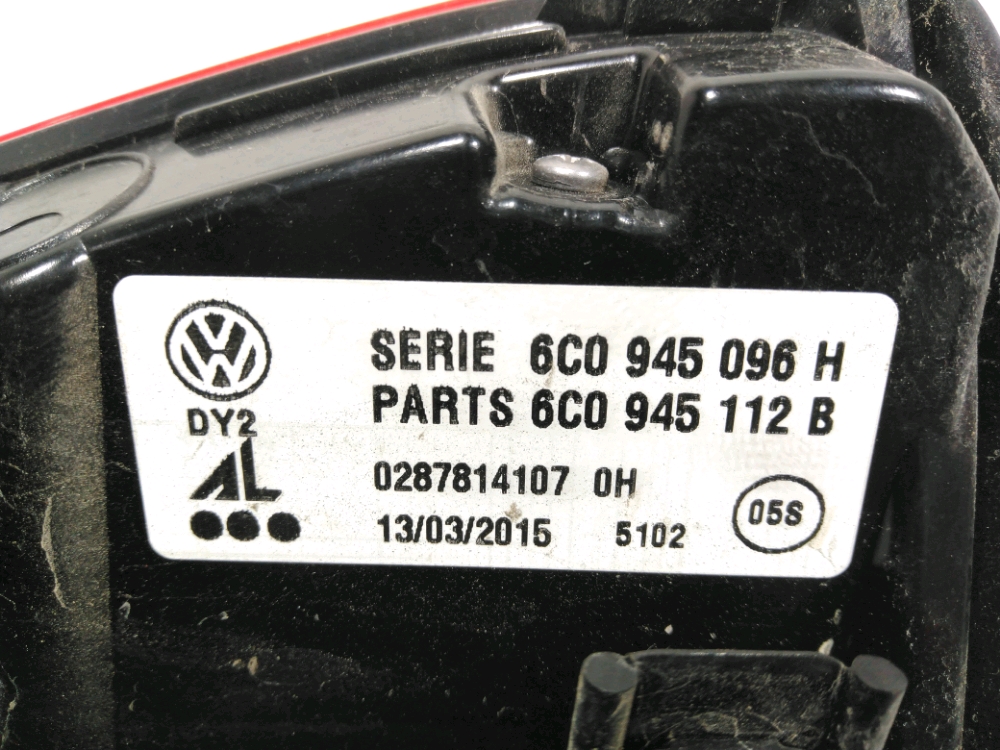 SERIE 6C0 945 096 H
PARTS 6C0 945 112 B
DY2
AL
0287814107 0H
13/03/2015 5102
05S